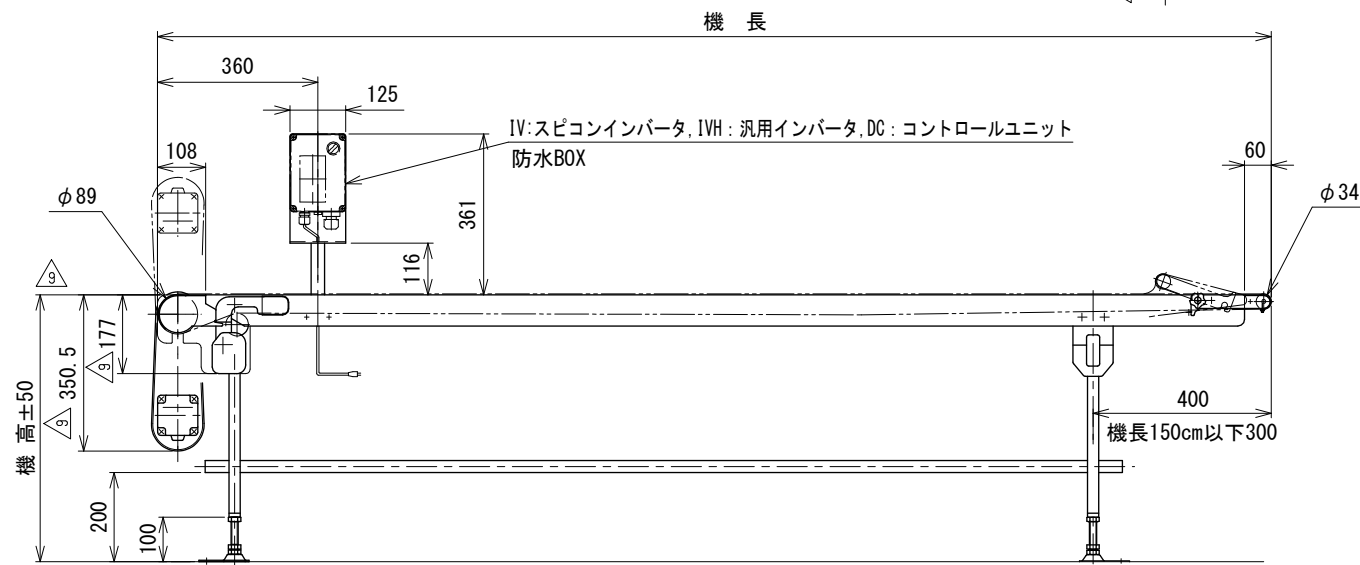 機 長
360
125
IV:スピコンインバータ, IVH : 汎用インバータ, DC : コントロールユニット
防水BOX
108
60
φ89
φ34
361
116
9
177
9
350.5
機 高±50
9
400
機長150cm以下300
200
100